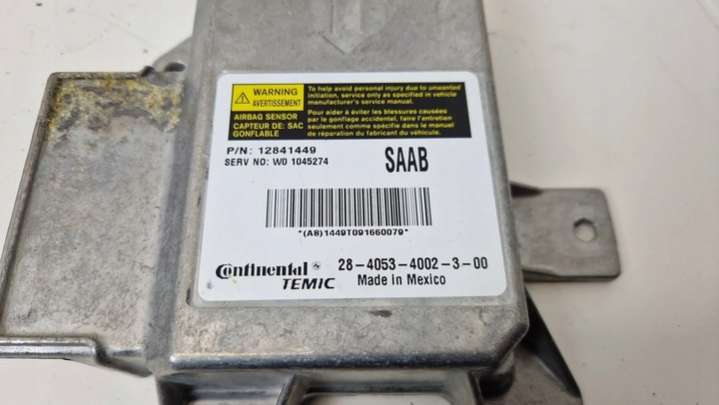 WARNING
AVERTISSEMENT
To help avoid personal injury due to unwanted
initiation, service only as specified in vehicle
manufacturer's service manual.
AIRBAG SENSOR
CAPTEUR DE: SAC
GONFLABLE
Pour aider à éviter les blessures causées
par le gonflage accidental, faire l'entretien
seulement comme spécifié dans le manuel
de réparation du fabricant du véhicule.
P/N: 12841449
SERV NO: WD 1045274
SAAB
*(A8)1449T091660079*
Continental
TEMIC
28-4053-4002-3-00
Made in Mexico